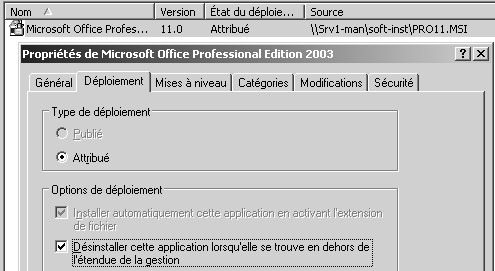 Nom Version État du déploie... Source
Microsoft Office Profes... 11.0 Attribué \\Srv1-man\soft-inst\PRO11.MSI
Propriétés de Microsoft Office Professional Edition 2003
Général Déploiement Mises à niveau Catégories Modifications Sécurité
Type de déploiement
Publié
Attribué
Options de déploiement
Installer automatiquement cette application en activant l'extension
de fichier
Désinstaller cette application lorsqu'elle se trouve en dehors de
l'étendue de la gestion